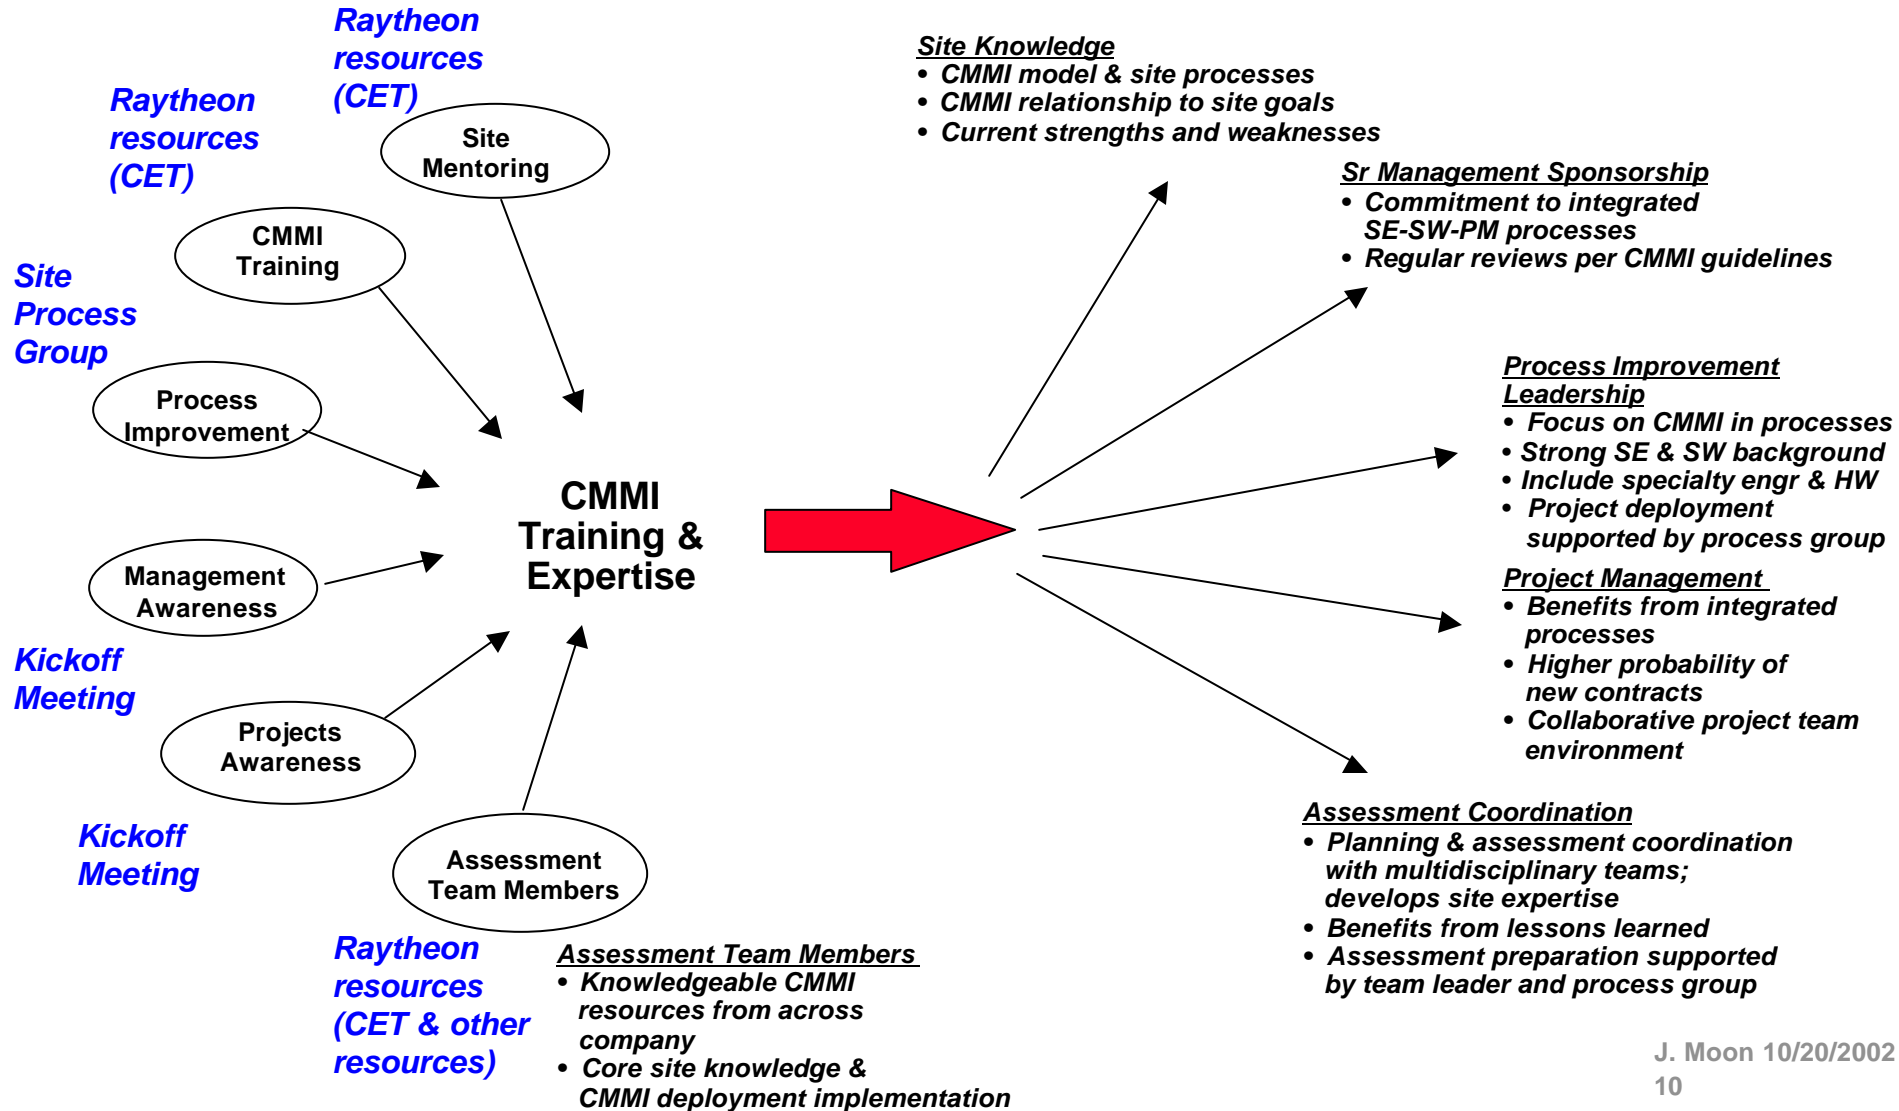 Raytheon
resources
(CET)
Site
Mentoring
Raytheon
resources
(CET)
CMMI
Training
Site
Process
Group
Process
Improvement
Management
Awareness
Kickoff
Meeting
Projects
Awareness
Kickoff
Meeting
Assessment
Team Members
Raytheon
resources
(CET & other
resources)
Assessment Team Members
• Knowledgeable CMMI
resources from across
company
• Core site knowledge &
CMMI deployment implementation
CMMI
Training &
Expertise
Site Knowledge
• CMMI model & site processes
• CMMI relationship to site goals
• Current strengths and weaknesses
Sr Management Sponsorship
• Commitment to integrated
SE-SW-PM processes
• Regular reviews per CMMI guidelines
Process Improvement
Leadership
• Focus on CMMI in processes
• Strong SE & SW background
• Include specialty engr & HW
• Project deployment
supported by process group
Project Management
• Benefits from integrated
processes
• Higher probability of
new contracts
• Collaborative project team
environment
Assessment Coordination
• Planning & assessment coordination
with multidisciplinary teams;
develops site expertise
• Benefits from lessons learned
• Assessment preparation supported
by team leader and process group
J. Moon 10/20/2002
10